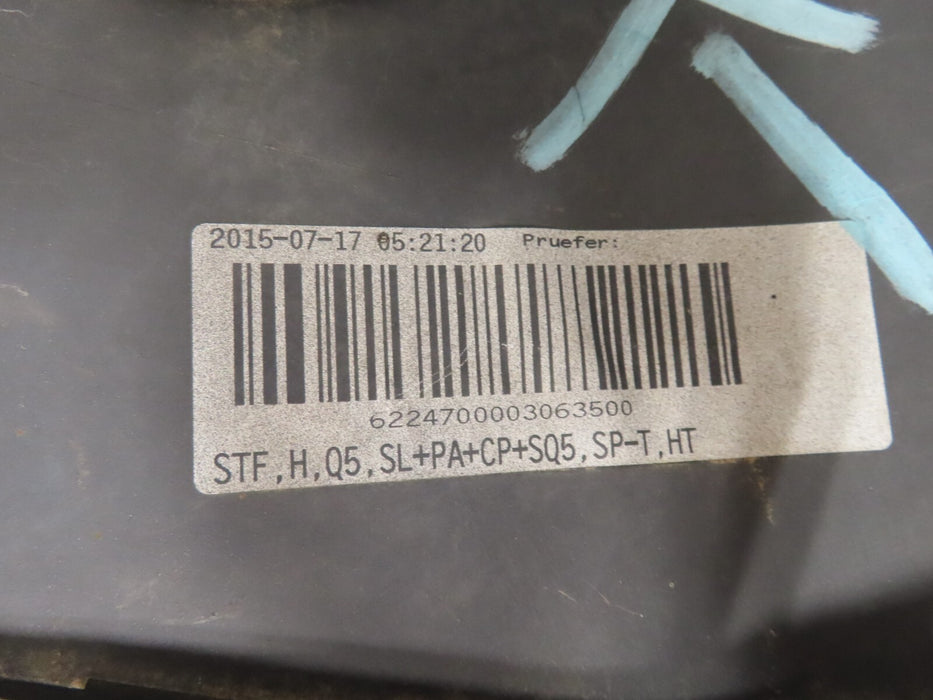 2015-07-17 05:21:20 Pruefer:
6224700003063500
STF,H,Q5,SL+PA+CP+SQ5,SP-T,HT